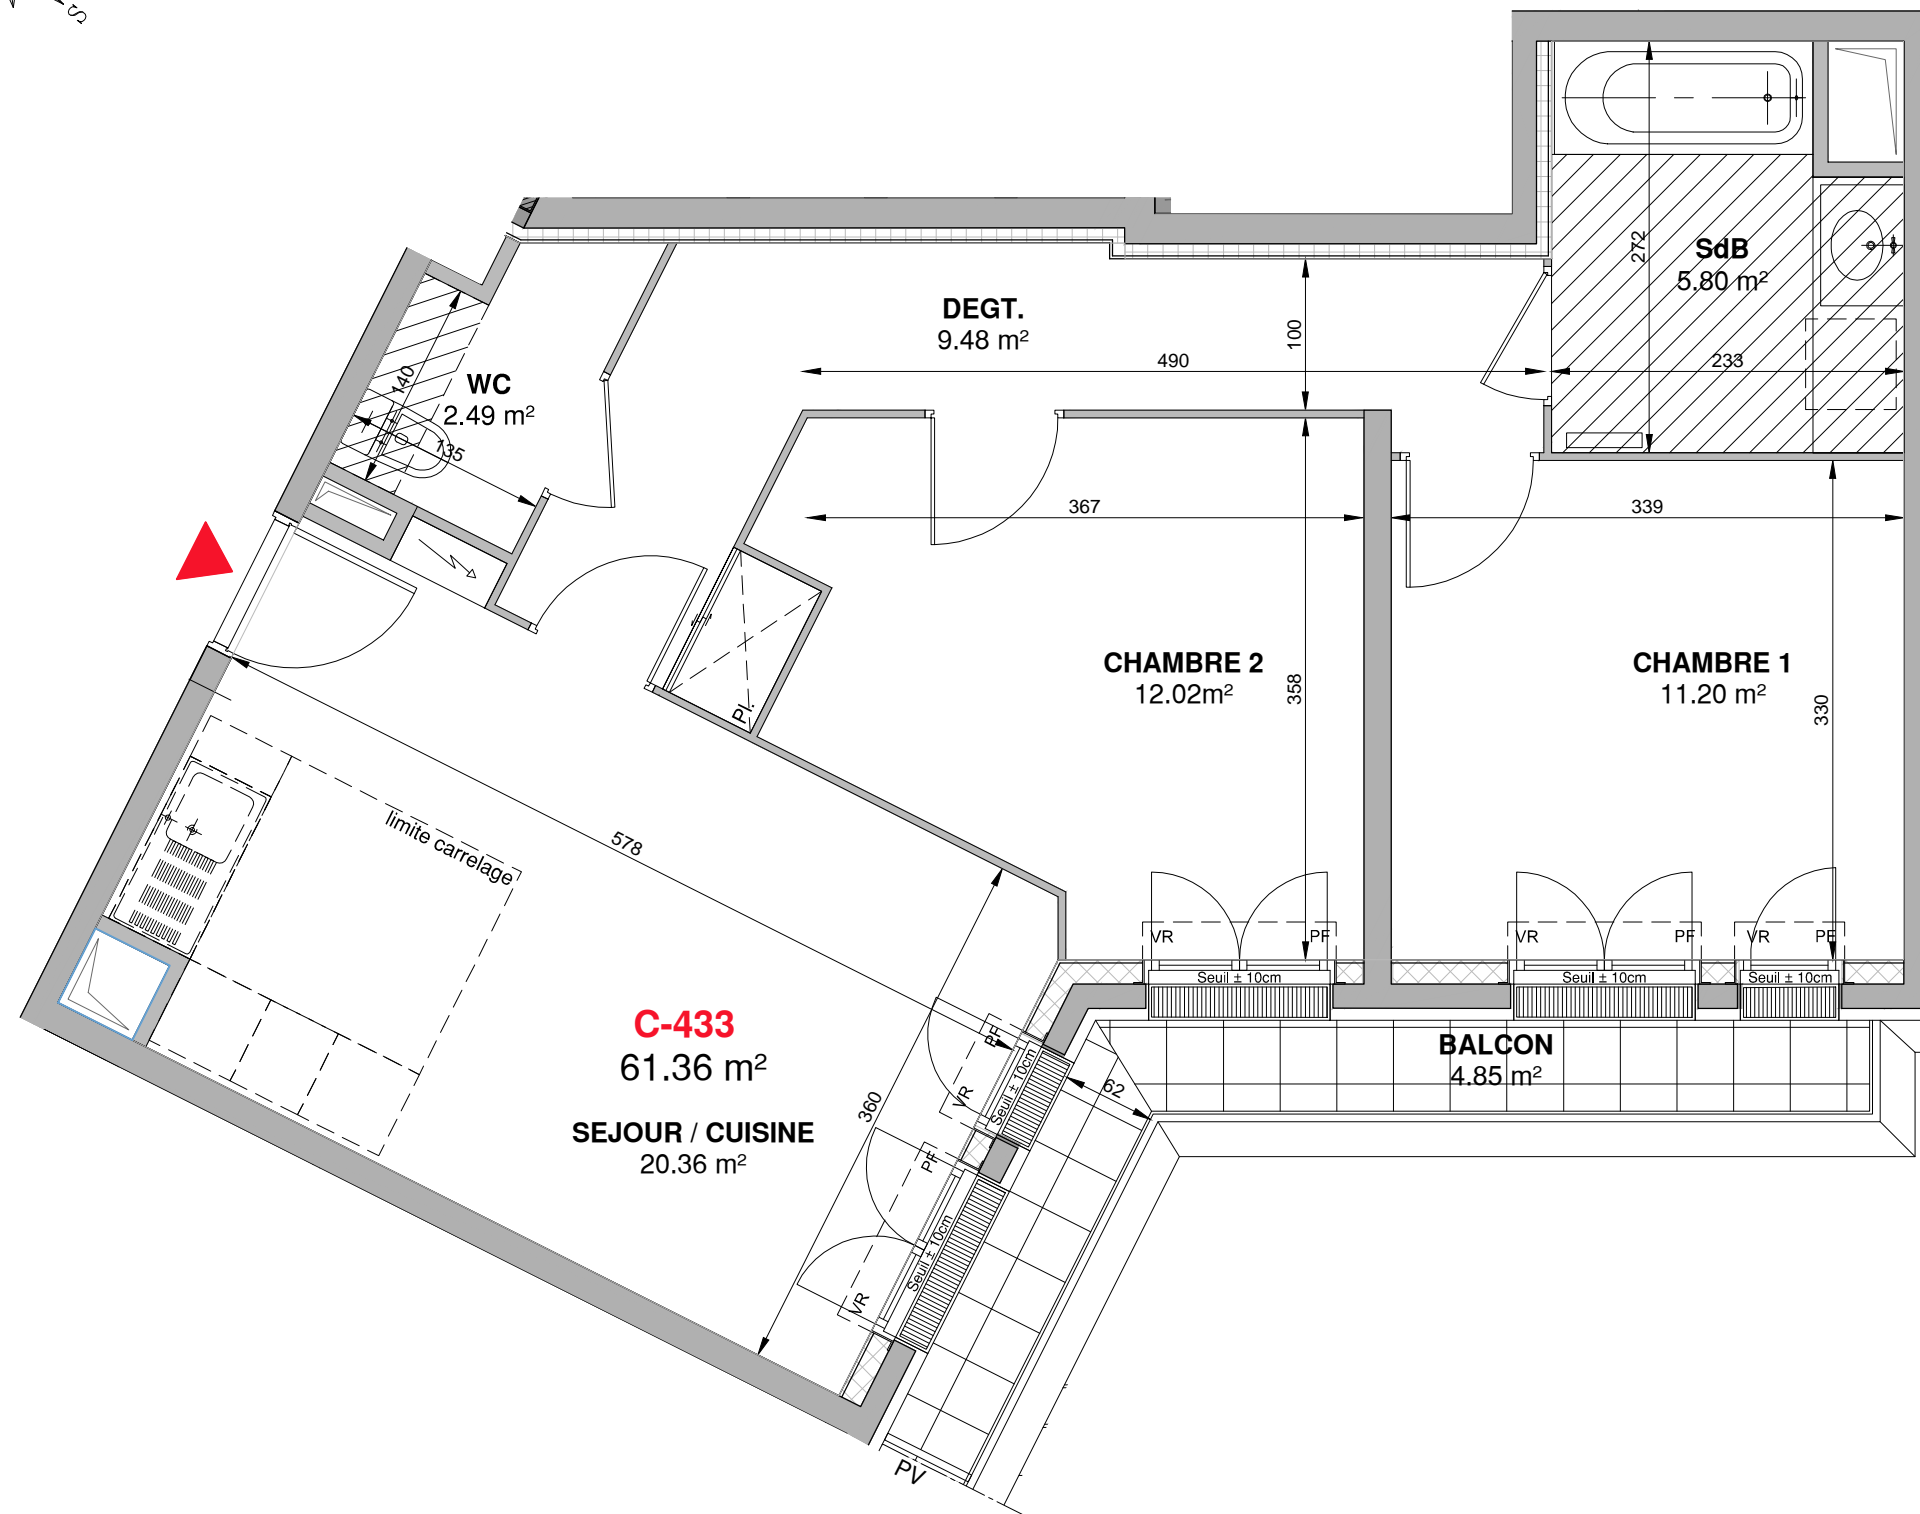 S
SdB
5.80 m²
272
233
DEGT.
9.48 m²
100
490
WC
2.49 m²
140
135
367
339
CHAMBRE 2
12.02m²
358
CHAMBRE 1
11.20 m²
330
Pl.
578
limite carrelage
VR
PF
Seuil ± 10cm
VR
PF
Seuil ± 10cm
VR
PF
Seuil ± 10cm
C-433
61.36 m²
SEJOUR / CUISINE
20.36 m²
360
PF
VR
Seuil ± 10cm
PF
VR
Seuil ± 10cm
62
BALCON
4.85 m²
PV